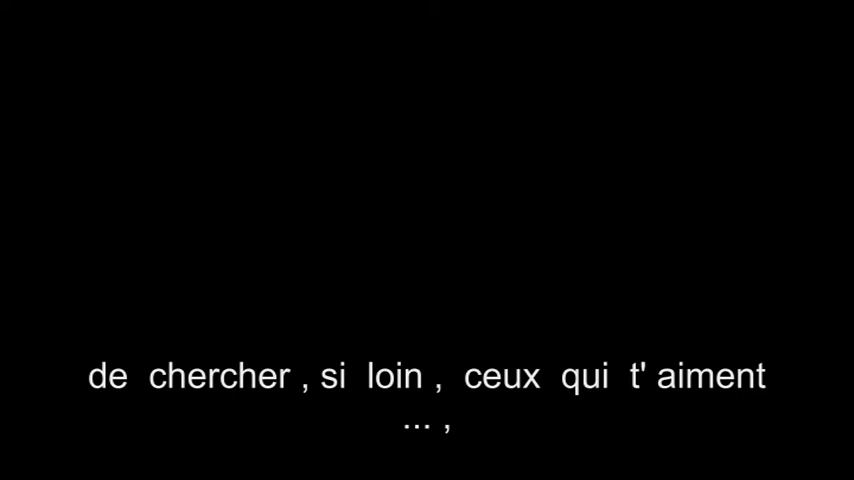 de chercher , si loin , ceux qui t' aiment
... ,